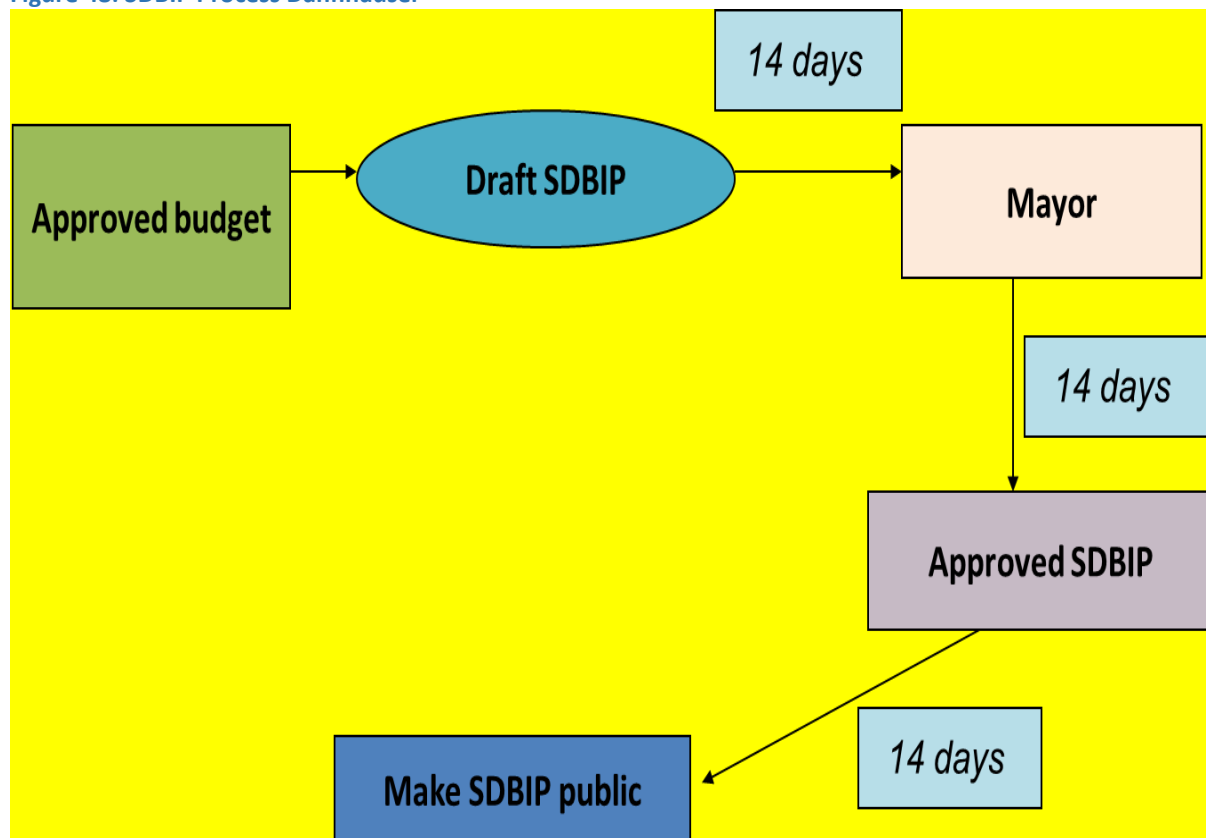 14 days
Approved budget
Draft SDBIP
Mayor
14 days
Approved SDBIP
14 days
Make SDBIP public